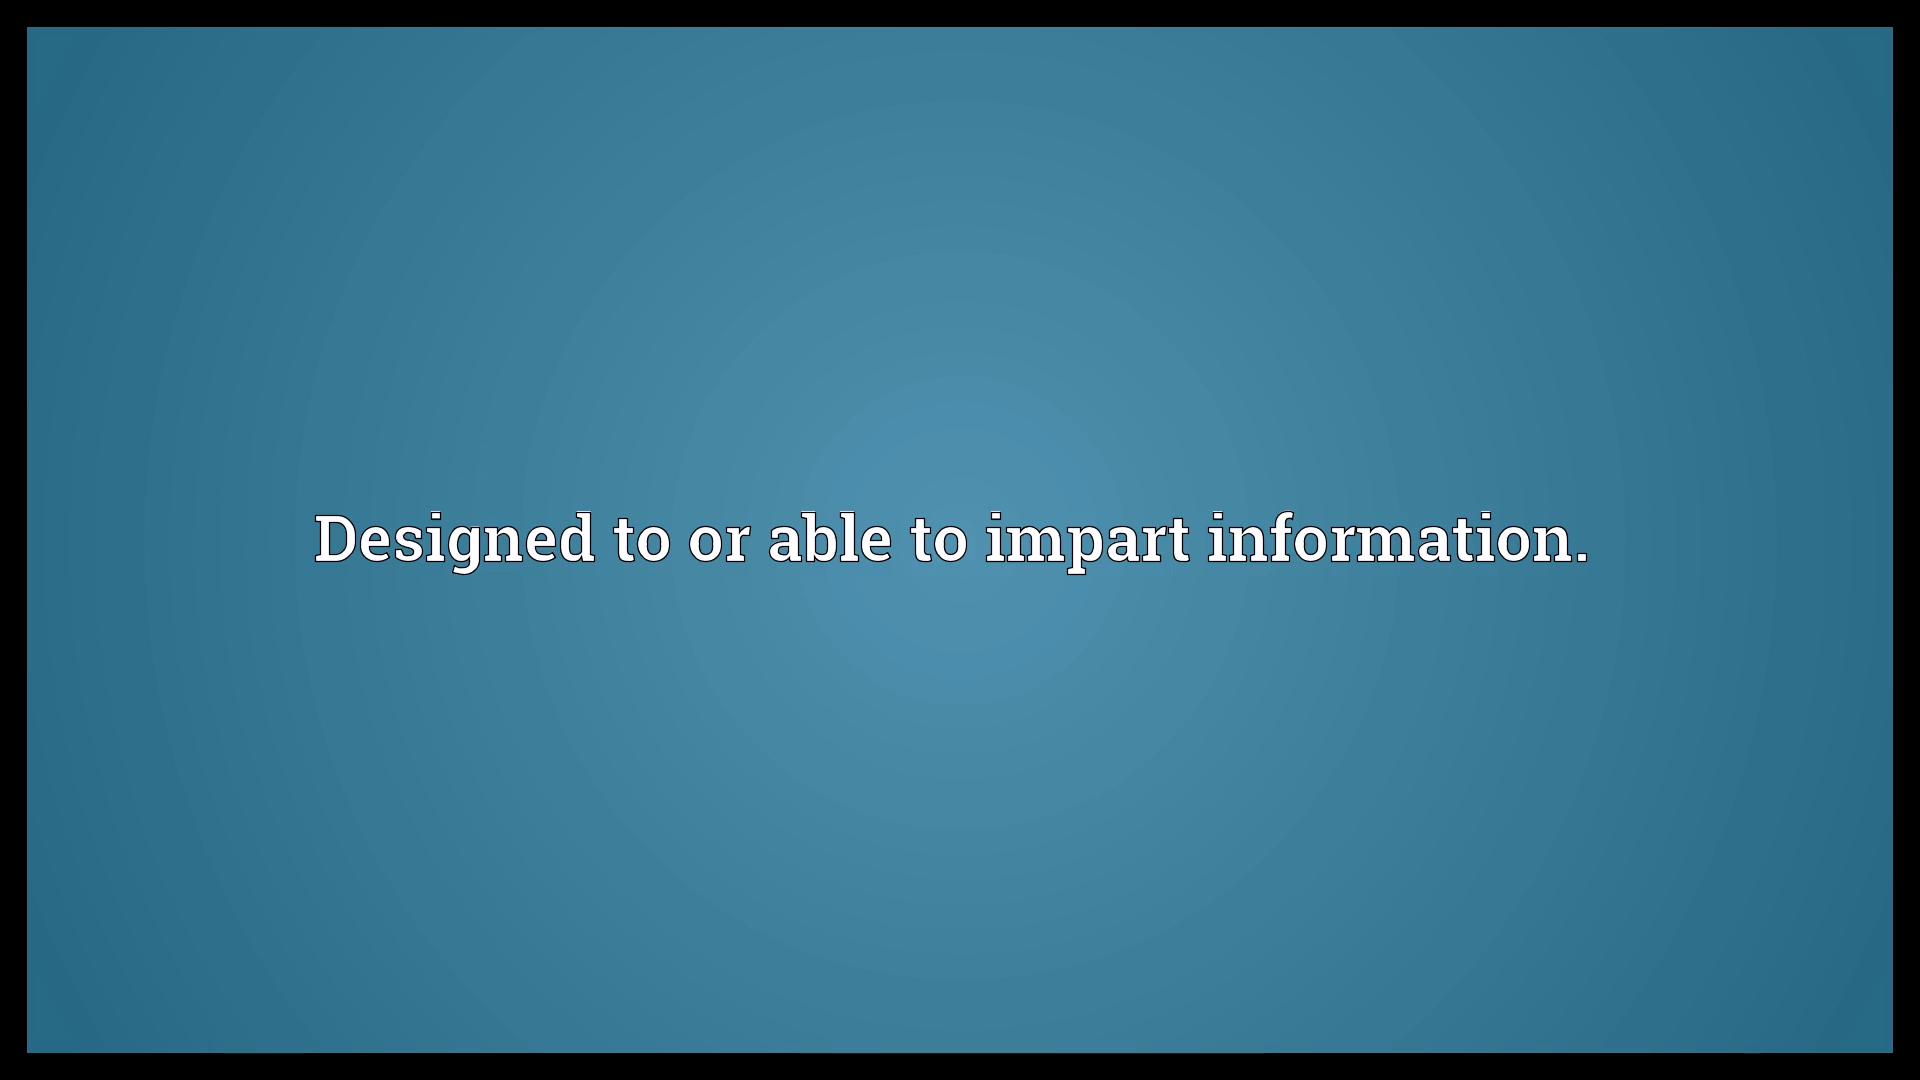 Designed to or able to impart information.